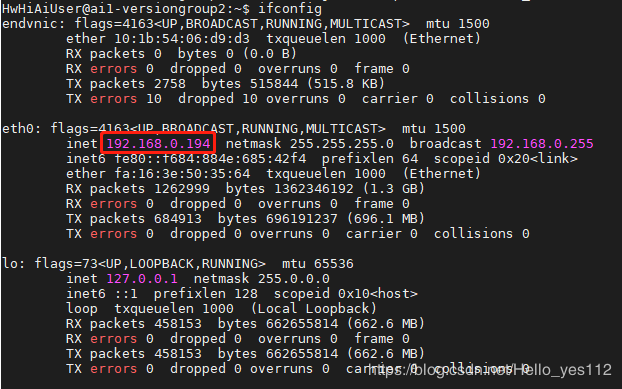 HwHiAiUser@ai1-versiongroup2:~$ ifconfig
endvnic: flags=4163<UP,BROADCAST,RUNNING,MULTICAST>  mtu 1500
ether 10:1b:54:06:d9:d3  txqueuelen 1000  (Ethernet)
RX packets 0  bytes 0 (0.0 B)
RX errors 0  dropped 0  overruns 0  frame 0
TX packets 2758  bytes 515844 (515.8 KB)
TX errors 10  dropped 10 overruns 0  carrier 0  collisions 0
eth0: flags=4163<UP,BROADCAST,RUNNING,MULTICAST>  mtu 1500
inet 192.168.0.194  netmask 255.255.255.0  broadcast 192.168.0.255
inet6 fe80::f684:884e:685:42f4  prefixlen 64  scopeid 0x20<link>
ether fa:16:3e:50:35:64  txqueuelen 1000  (Ethernet)
RX packets 1262999  bytes 1362346192 (1.3 GB)
RX errors 0  dropped 0  overruns 0  frame 0
TX packets 684913  bytes 696191237 (696.1 MB)
TX errors 0  dropped 0 overruns 0  carrier 0  collisions 0
lo: flags=73<UP,LOOPBACK,RUNNING>  mtu 65536
inet 127.0.0.1  netmask 255.0.0.0
inet6 ::1  prefixlen 128  scopeid 0x10<host>
loop  txqueuelen 1000  (Local Loopback)
RX packets 458153  bytes 662655814 (662.6 MB)
RX errors 0  dropped 0  overruns 0  frame 0
TX packets 458153  bytes 662655814 (662.6 MB)
TX errors 0  dropped 0 overruns 0  carrier 0  collisions 0
https://blog.csdn.net/Hello_yes112